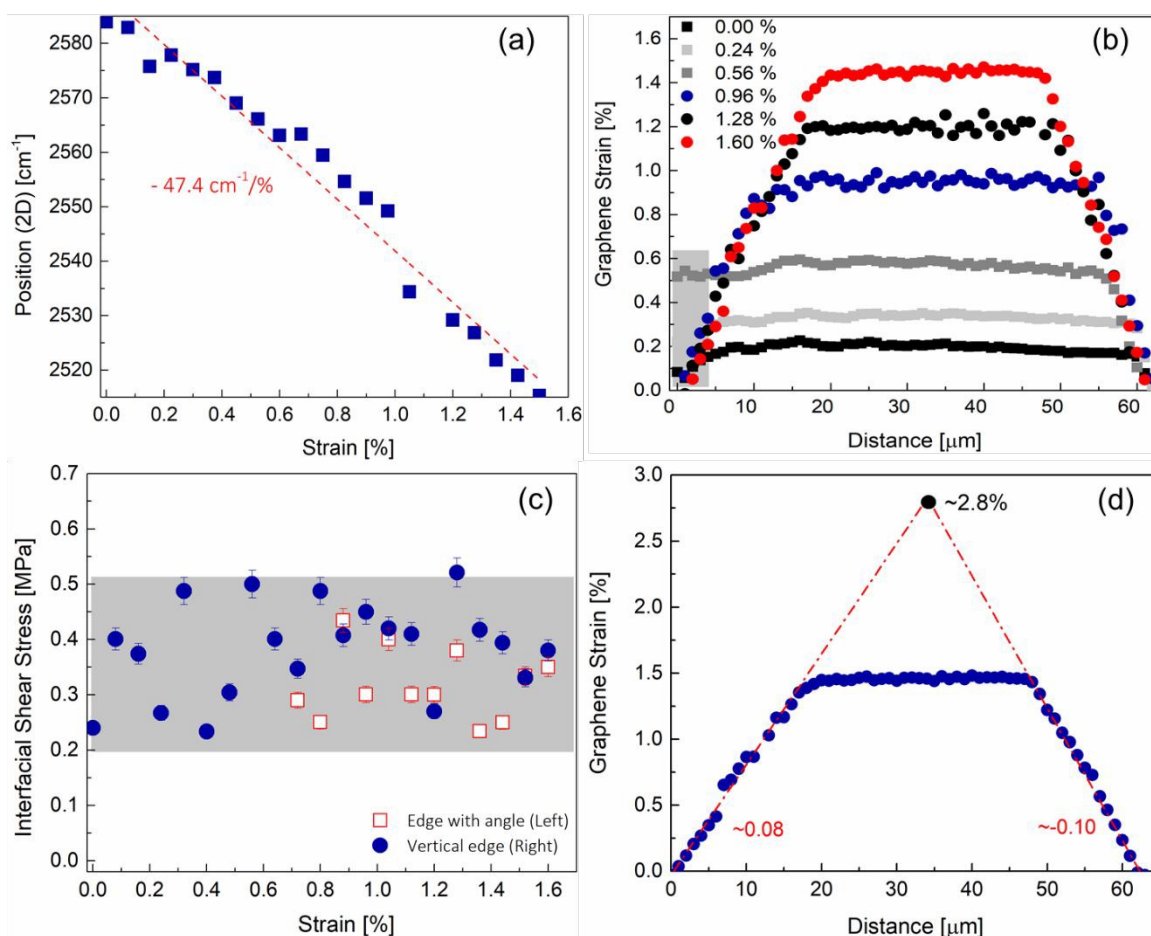 (a)
Position (2D) [cm⁻¹]
2580
2570
2560
2550
2540
2530
2520
- 47.4 cm⁻¹/%
0.0 0.2 0.4 0.6 0.8 1.0 1.2 1.4 1.6
Strain [%]
(b)
Graphene Strain [%]
1.6
1.4
1.2
1.0
0.8
0.6
0.4
0.2
0.0
0.00 %
0.24 %
0.56 %
0.96 %
1.28 %
1.60 %
0 10 20 30 40 50 60
Distance [μm]
(c)
Interfacial Shear Stress [MPa]
0.7
0.6
0.5
0.4
0.3
0.2
0.1
0.0
Edge with angle (Left)
Vertical edge (Right)
0.0 0.2 0.4 0.6 0.8 1.0 1.2 1.4 1.6
Strain [%]
(d)
Graphene Strain [%]
3.0
2.5
2.0
1.5
1.0
0.5
0.0
~2.8%
~0.08
~-0.10
0 10 20 30 40 50 60
Distance [μm]